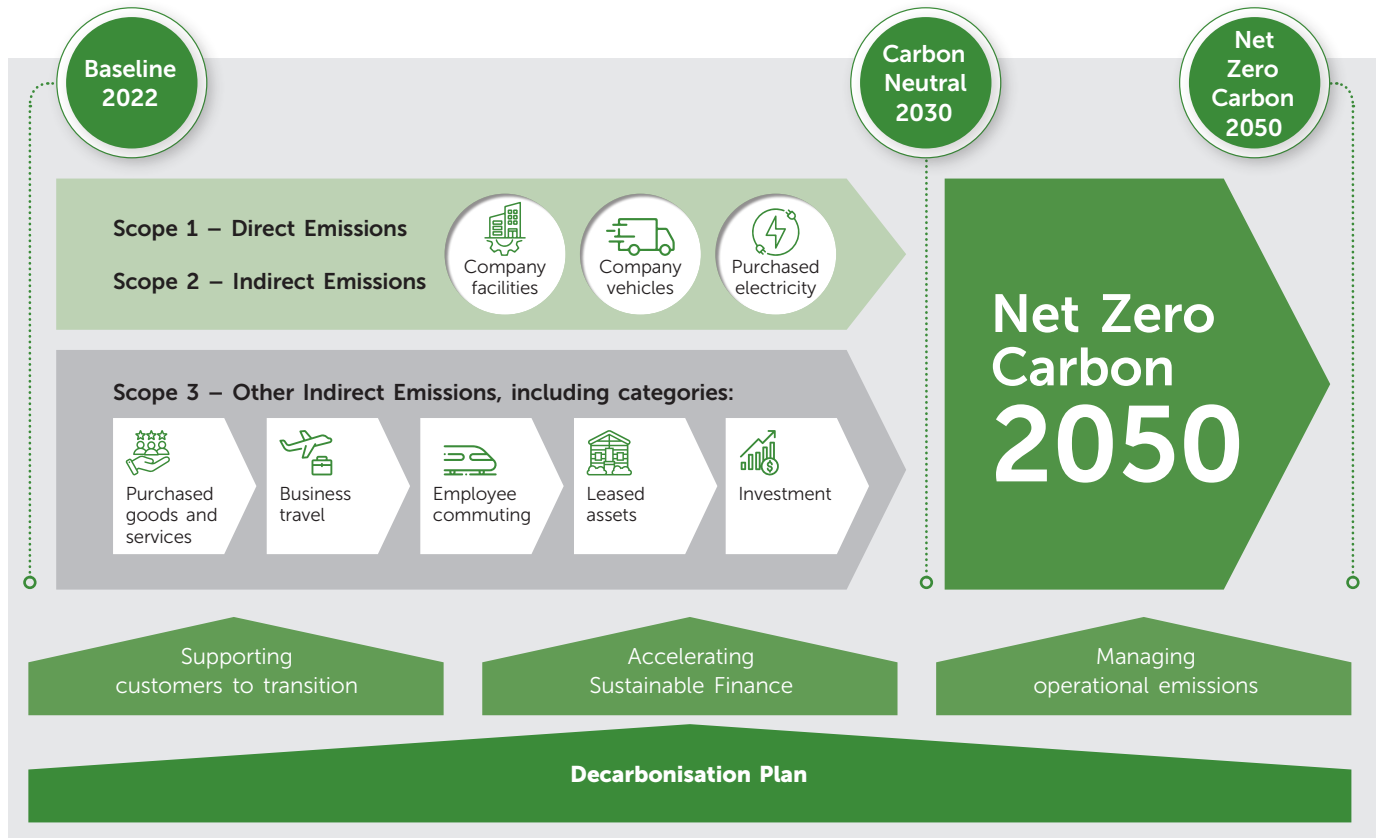 Baseline
2022
Carbon
Neutral
2030
Net
Zero
Carbon
2050
Scope 1 – Direct Emissions
Scope 2 – Indirect Emissions
Company
facilities
Company
vehicles
Purchased
electricity
Scope 3 – Other Indirect Emissions, including categories:
Purchased
goods and
services
Business
travel
Employee
commuting
Leased
assets
Investment
Net Zero
Carbon
2050
Supporting
customers to transition
Accelerating
Sustainable Finance
Managing
operational emissions
Decarbonisation Plan